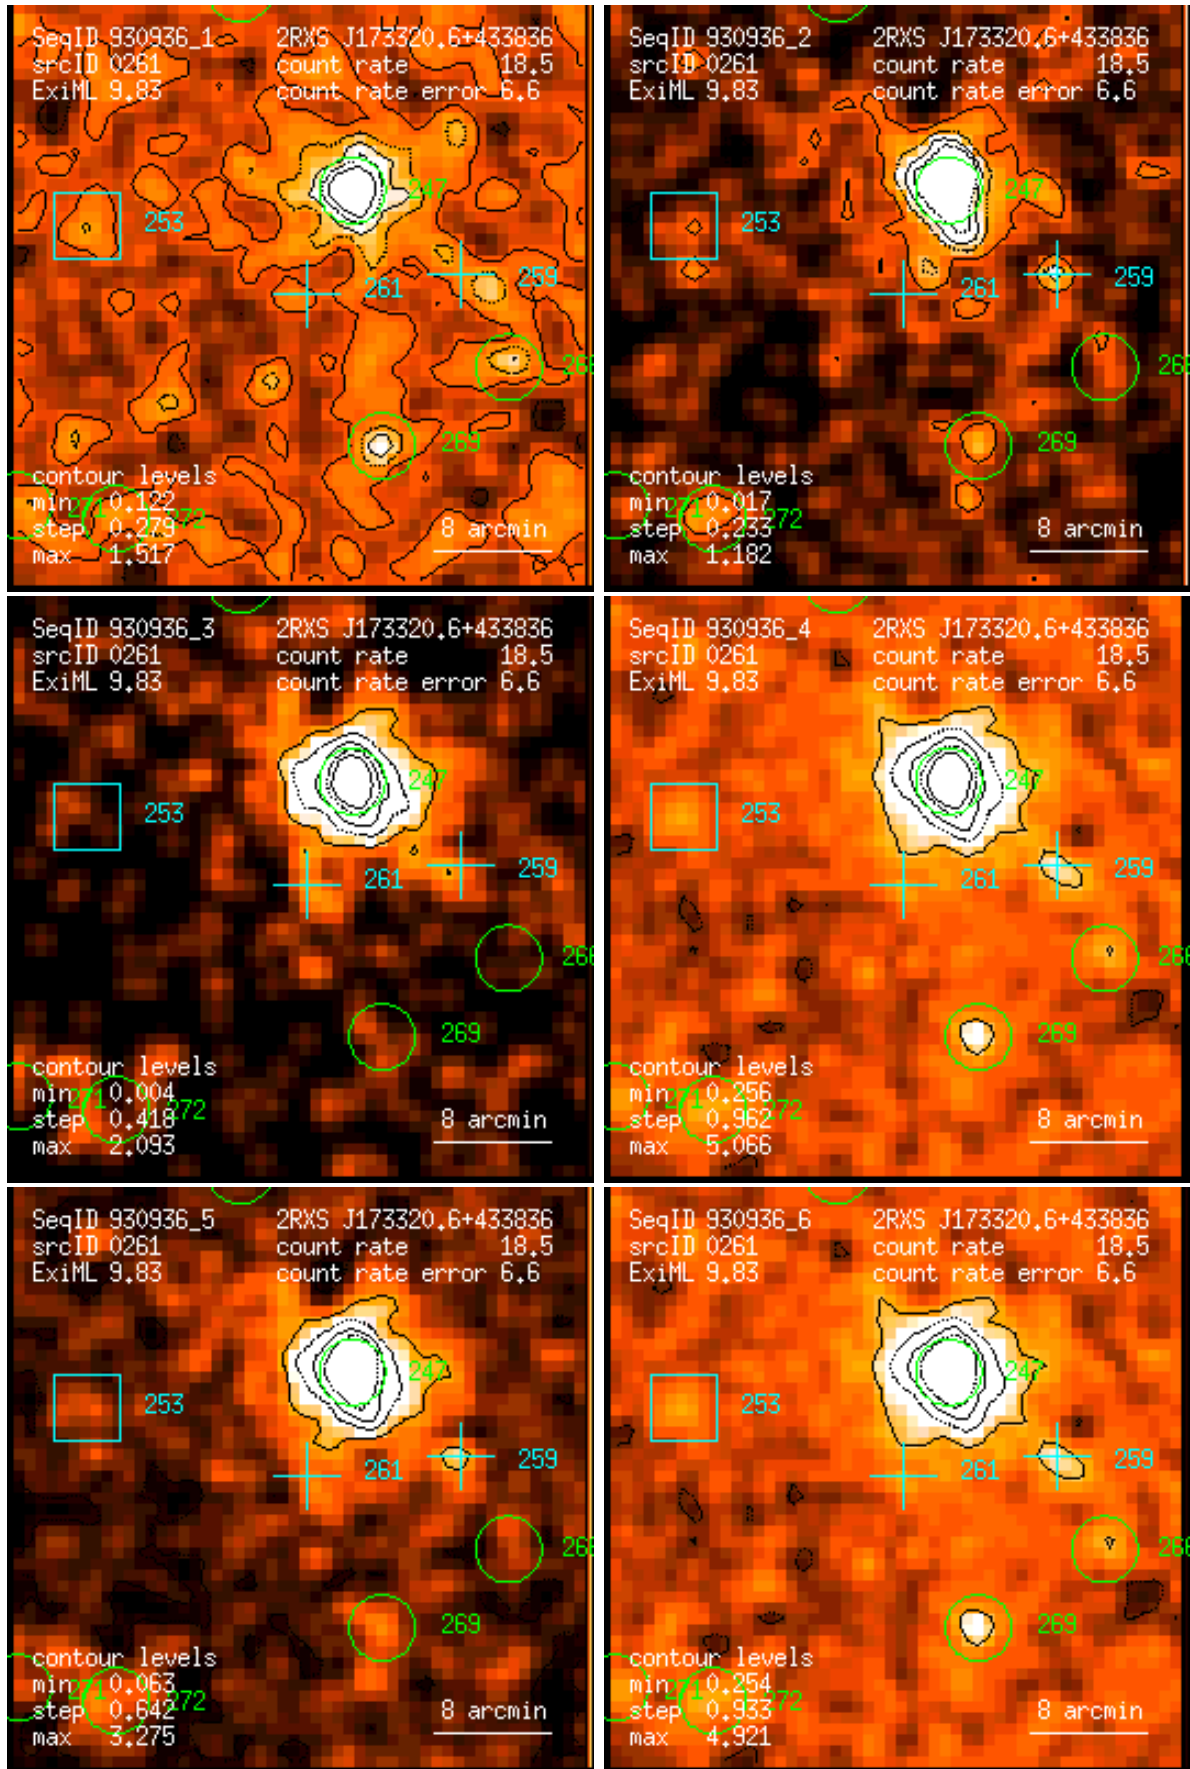 SeqID 930936_1 2RXS J173320.6+433836
srcID 0261 count rate 18.5
ExiML 9.83 count rate error 6.6
247
253
261
259
269
contour levels
min 0.122
271
272
step 0.279
8 arcmin
max 1.517
SeqID 930936_2 2RXS J173320.6+433836
srcID 0261 count rate 18.5
ExiML 9.83 count rate error 6.6
247
253
261
259
269
contour levels
min 0.017
271
272
step 0.233
8 arcmin
max 1.182
SeqID 930936_3 2RXS J173320.6+433836
srcID 0261 count rate 18.5
ExiML 9.83 count rate error 6.6
247
253
261
259
269
contour levels
min 0.004
271
272
step 0.418
8 arcmin
max 2.093
SeqID 930936_4 2RXS J173320.6+433836
srcID 0261 count rate 18.5
ExiML 9.83 count rate error 6.6
247
253
261
259
269
contour levels
min 0.256
271
272
step 0.962
8 arcmin
max 5.066
SeqID 930936_5 2RXS J173320.6+433836
srcID 0261 count rate 18.5
ExiML 9.83 count rate error 6.6
247
253
261
259
269
contour levels
min 0.063
271
272
step 0.642
8 arcmin
max 3.275
SeqID 930936_6 2RXS J173320.6+433836
srcID 0261 count rate 18.5
ExiML 9.83 count rate error 6.6
247
253
261
259
269
contour levels
min 0.254
271
272
step 0.933
8 arcmin
max 4.921